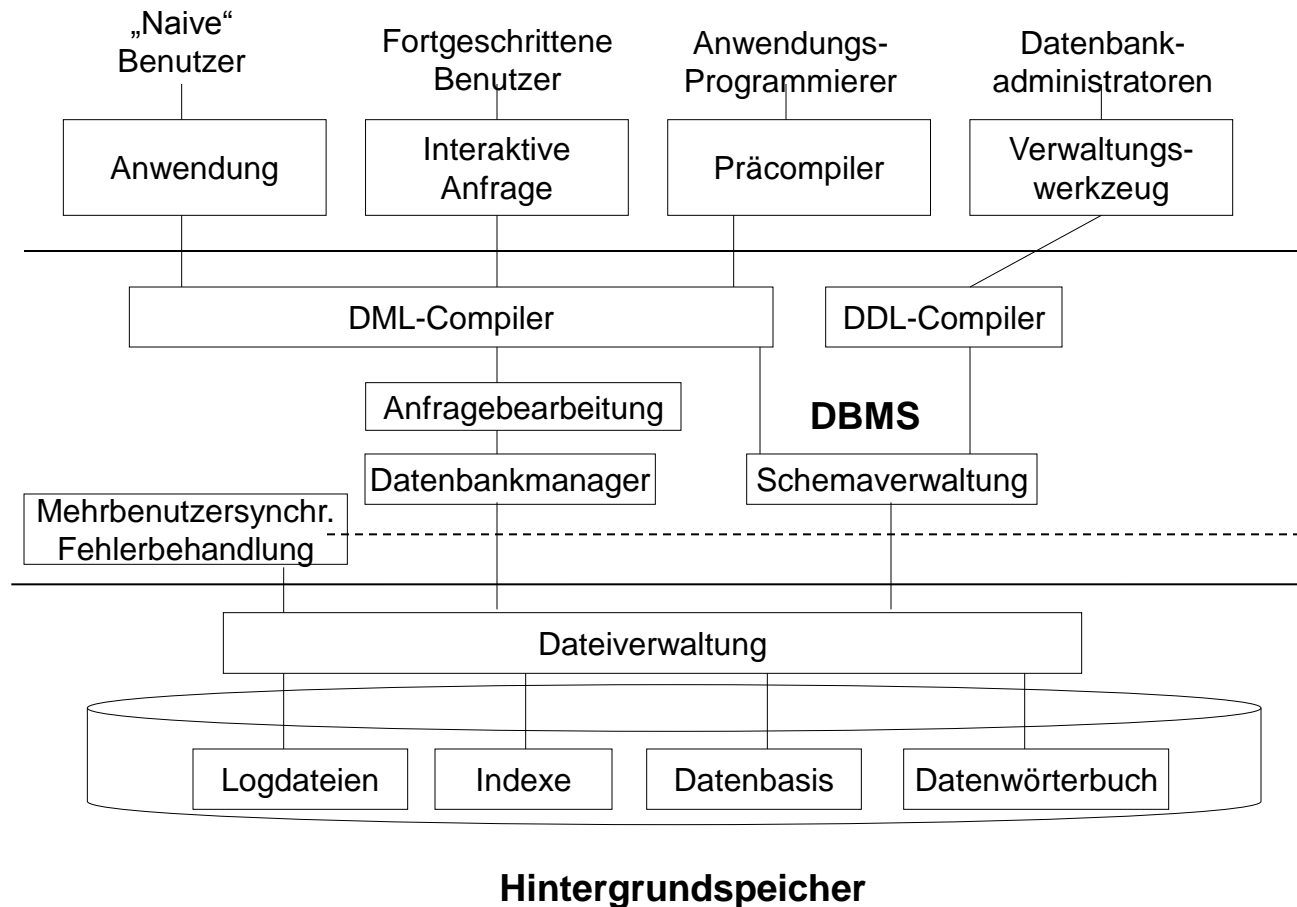 „Naive“
Benutzer
Fortgeschrittene
Benutzer
Anwendungs-
Programmierer
Datenbank-
administratoren
Anwendung
Interaktive
Anfrage
Präcompiler
Verwaltungs-
werkzeug
DML-Compiler
DDL-Compiler
Anfragebearbeitung
DBMS
Datenbankmanager
Schemaverwaltung
Mehrbenutzersynchr.
Fehlerbehandlung
Dateiverwaltung
Logdateien
Indexe
Datenbasis
Datenwörterbuch
Hintergrundspeicher